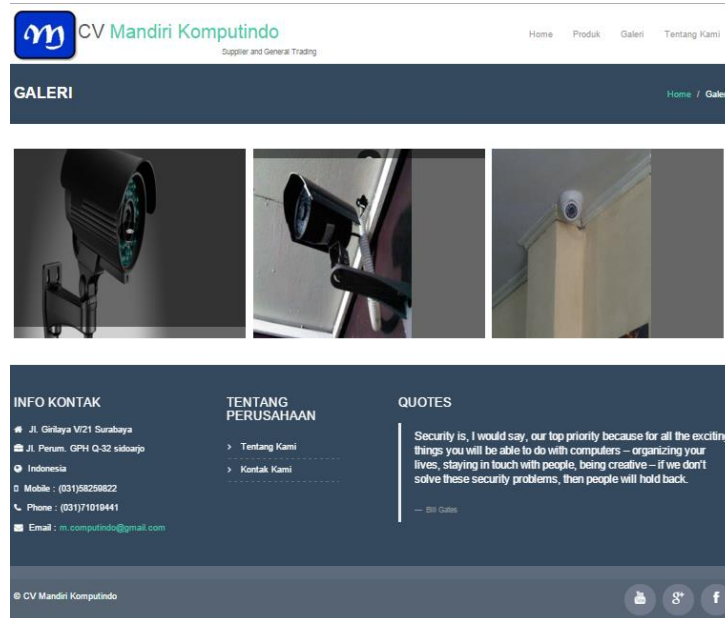 m CV Mandiri Komputindo
Supplier and General Trading
Home Produk Galeri Tentang Kami
GALERI
Home / Galeri
INFO KONTAK
Jl. Girilaya VI/21 Surabaya
Jl. Perum. GPH Q-32 sidoarjo
Indonesia
Mobile : (031)58259822
Phone : (031)71019441
Email : m.computindo@gmail.com
TENTANG
PERUSAHAAN
> Tentang Kami
> Kontak Kami
QUOTES
Security is, I would say, our top priority because for all the exciting
things you will be able to do with computers – organizing your
lives, staying in touch with people, being creative – if we don't
solve these security problems, then people will hold back.
— Bill Gates
© CV Mandiri Komputindo